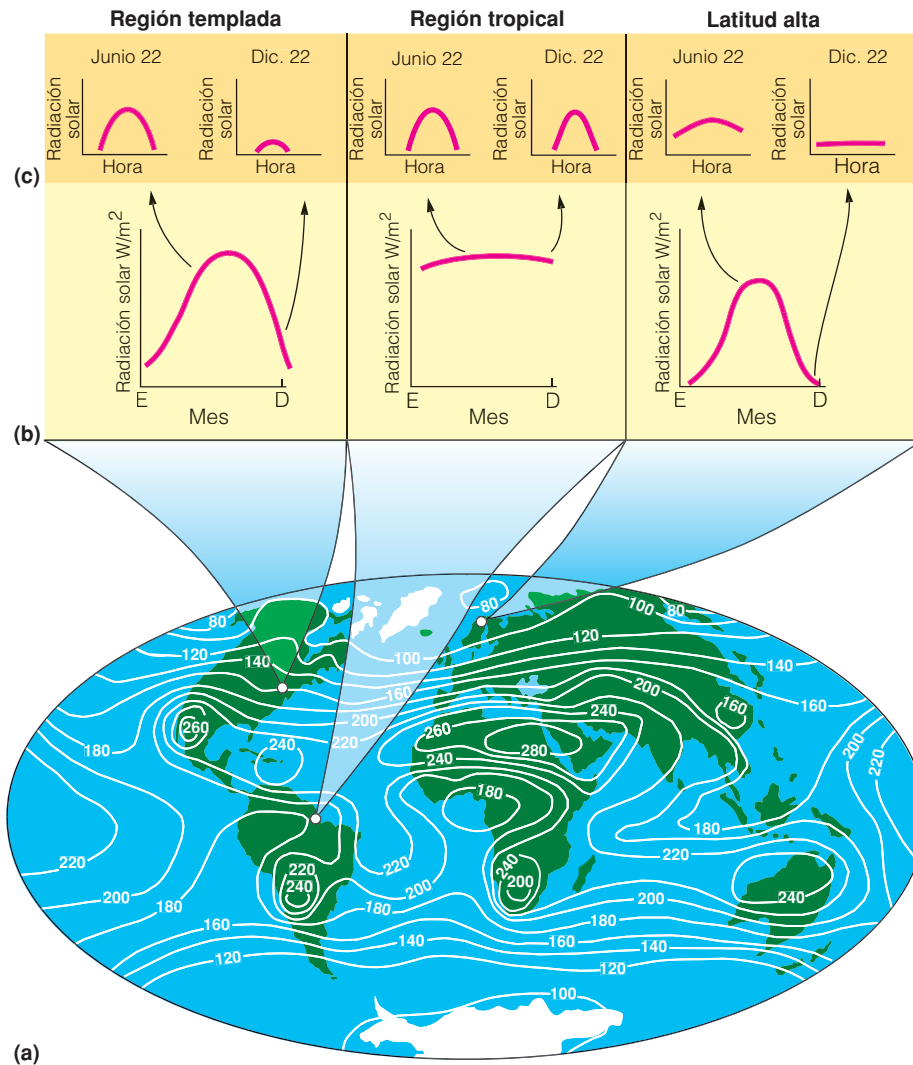 Región templada
Región tropical
Latitud alta
Junio 22
Dic. 22
Junio 22
Dic. 22
Junio 22
Dic. 22
Radiación solar
Radiación solar
Radiación solar
Radiación solar
Radiación solar
Radiación solar
Hora
Hora
Hora
Hora
Hora
Hora
(c)
Radiación solar W/m²
Radiación solar W/m²
Radiación solar W/m²
E
D
E
D
E
D
Mes
Mes
Mes
(b)
80
80
100
80
120
100
120
140
140
160
200
160
160
260
200
240
200
180
240
220
260
280
220
240
180
180
220
220
220
240
220
200
200
240
240
200
180
180
200
180
160
140
160
140
120
120
100
(a)